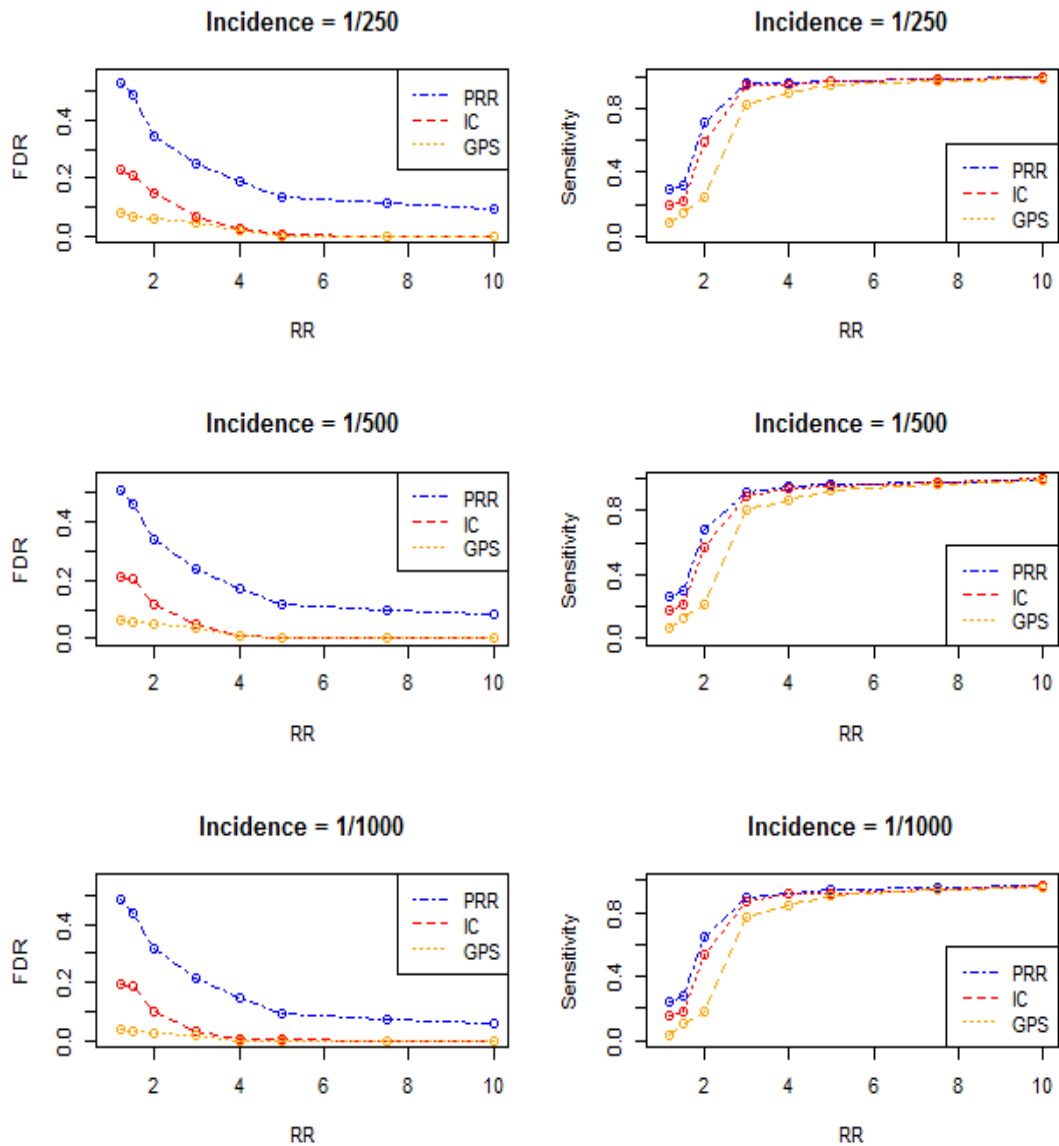 Incidence = 1/250
FDR
0.0 0.2 0.4
PRR
IC
GPS
2 4 6 8 10
RR
Incidence = 1/250
Sensitivity
0.0 0.4 0.8
PRR
IC
GPS
2 4 6 8 10
RR
Incidence = 1/500
FDR
0.0 0.2 0.4
PRR
IC
GPS
2 4 6 8 10
RR
Incidence = 1/500
Sensitivity
0.0 0.4 0.8
PRR
IC
GPS
2 4 6 8 10
RR
Incidence = 1/1000
FDR
0.0 0.2 0.4
PRR
IC
GPS
2 4 6 8 10
RR
Incidence = 1/1000
Sensitivity
0.0 0.4 0.8
PRR
IC
GPS
2 4 6 8 10
RR